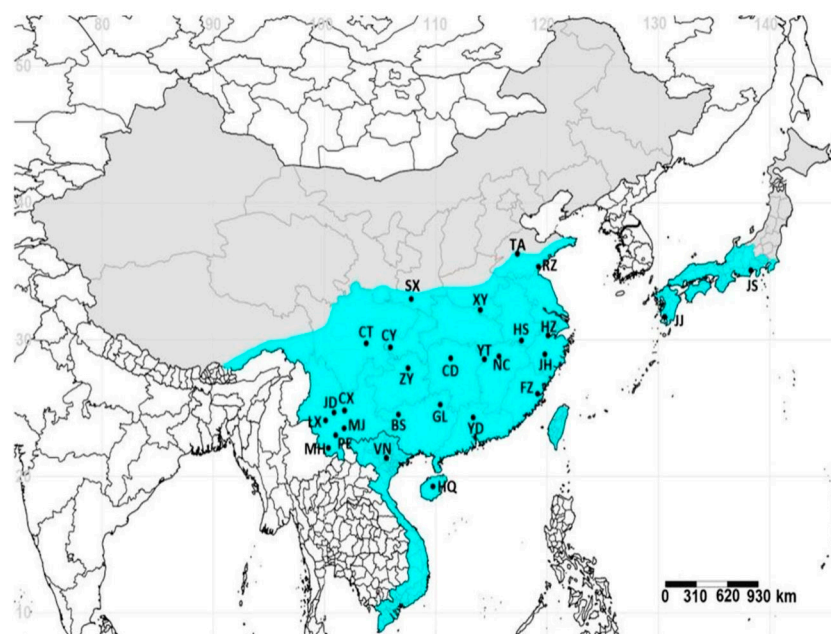 80 90 100 110 120 130 140
50
40
TA
RZ
SX
JS
XY
JJ
30
CT CY HS HZ
YT NC JH
ZY CD
FZ
JD CX GL
LX MJ BS YD
PE
MH VN
20
HQ
10
0 310 620 930 km